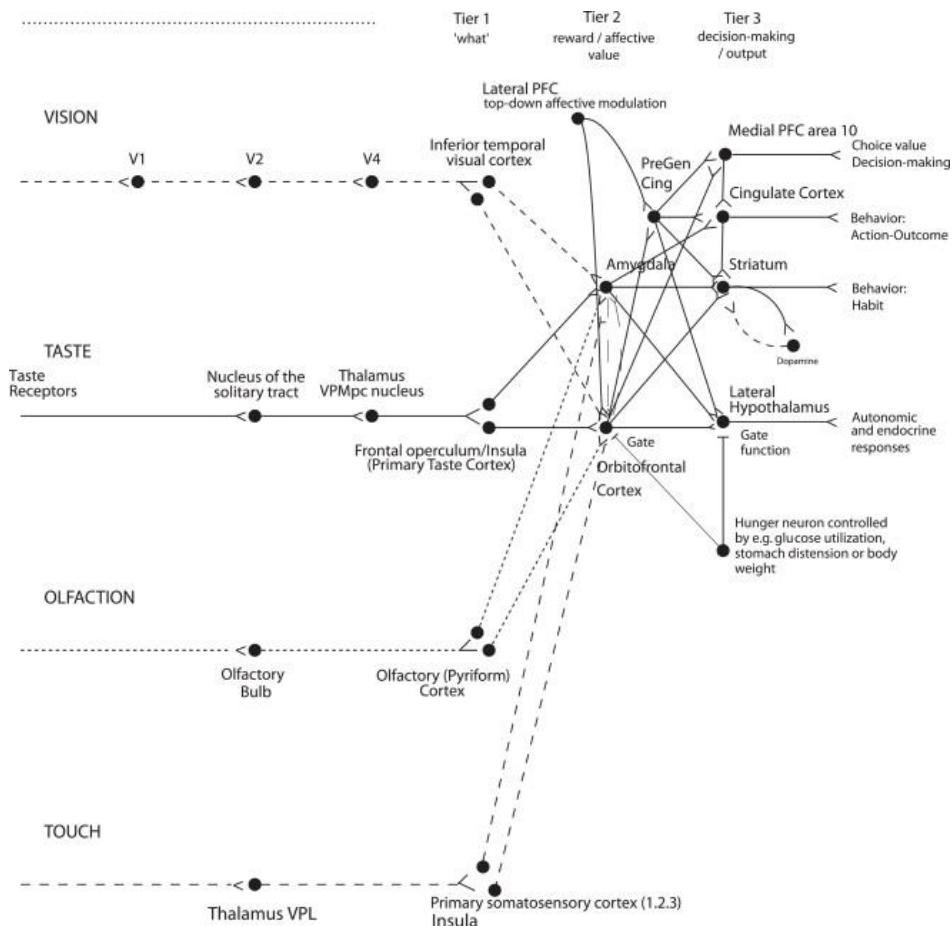 Tier 1
'what'
Tier 2
reward / affective
value
Tier 3
decision-making
/ output
Lateral PFC
top-down affective modulation
VISION
V1
V2
V4
Inferior temporal
visual cortex
PreGen
Cing
Medial PFC area 10
Choice value
Decision-making
Cingulate Cortex
Behavior:
Action-Outcome
Amygdala
Striatum
Behavior:
Habit
Dopamine
TASTE
Taste
Receptors
Nucleus of the
solitary tract
Thalamus
VPMpc nucleus
Frontal operculum/Insula
(Primary Taste Cortex)
Gate
Orbitofrontal
Cortex
Lateral
Hypothalamus
Gate
function
Autonomic
and endocrine
responses
Hunger neuron controlled
by e.g. glucose utilization,
stomach distension or body
weight
OLFACTION
Olfactory
Bulb
Olfactory (Pyriform)
Cortex
TOUCH
Thalamus VPL
Primary somatosensory cortex (1.2.3)
Insula